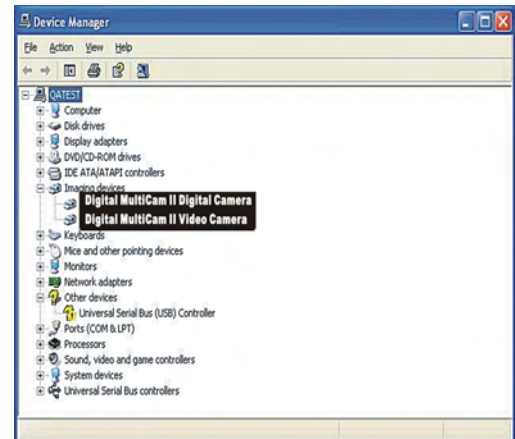 Device Manager
File Action View Help
QATEST
Computer
Disk drives
Display adapters
DVD/CD-ROM drives
IDE ATA/ATAPI controllers
Imaging devices
Digital MultiCam II Digital Camera
Digital MultiCam II Video Camera
Keyboards
Mice and other pointing devices
Monitors
Network adapters
Other devices
Universal Serial Bus (USB) Controller
Ports (COM & LPT)
Processors
Sound, video and game controllers
System devices
Universal Serial Bus controllers